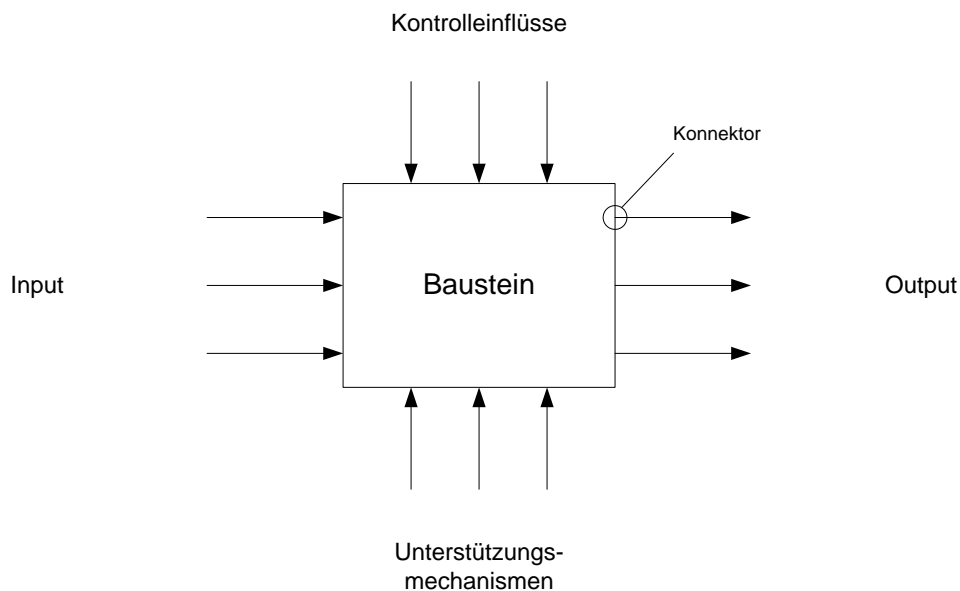 Kontrolleinflüsse
Konnektor
Input
Baustein
Output
Unterstützungs-
mechanismen